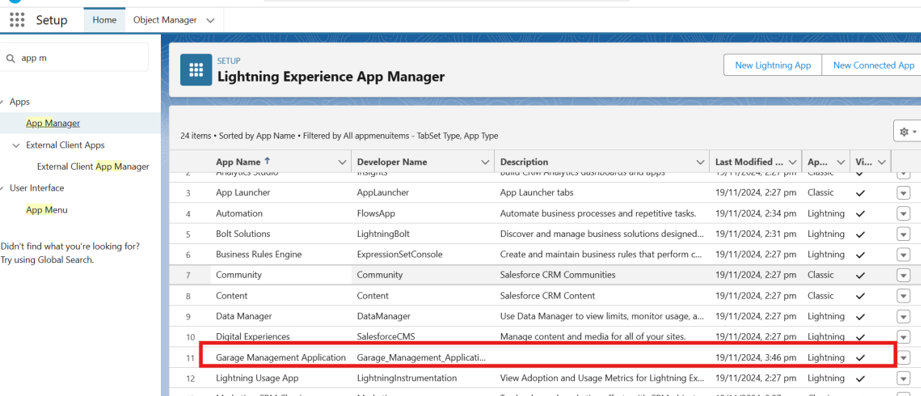 Setup
Home
Object Manager
app m
SETUP
Lightning Experience App Manager
New Lightning App
New Connected App
Apps
App Manager
External Client Apps
External Client App Manager
User Interface
App Menu
Didn't find what you're looking for?
Try using Global Search.
24 items • Sorted by App Name • Filtered by All appmenuitems - TabSet Type, App Type
App Name ↑ Developer Name Description Last Modified ... Ap... Vi...
2 Analytics Studio Insights Build CRM Analytics dashboards and apps 19/11/2024, 2:27 pm Classic
3 App Launcher AppLauncher App Launcher tabs 19/11/2024, 2:27 pm Classic
4 Automation FlowsApp Automate business processes and repetitive tasks. 19/11/2024, 2:34 pm Lightning
5 Bolt Solutions LightningBolt Discover and manage business solutions designed... 19/11/2024, 2:31 pm Lightning
6 Business Rules Engine ExpressionSetConsole Create and maintain business rules that perform c... 19/11/2024, 2:27 pm Lightning
7 Community Community Salesforce CRM Communities 19/11/2024, 2:27 pm Classic
8 Content Content Salesforce CRM Content 19/11/2024, 2:27 pm Classic
9 Data Manager DataManager Use Data Manager to view limits, monitor usage, a... 19/11/2024, 2:27 pm Lightning
10 Digital Experiences SalesforceCMS Manage content and media for all of your sites. 19/11/2024, 2:27 pm Lightning
11 Garage Management Application Garage_Management_Applicati... 19/11/2024, 3:46 pm Lightning
12 Lightning Usage App LightningInstrumentation View Adoption and Usage Metrics for Lightning Ex... 19/11/2024, 2:27 pm Lightning